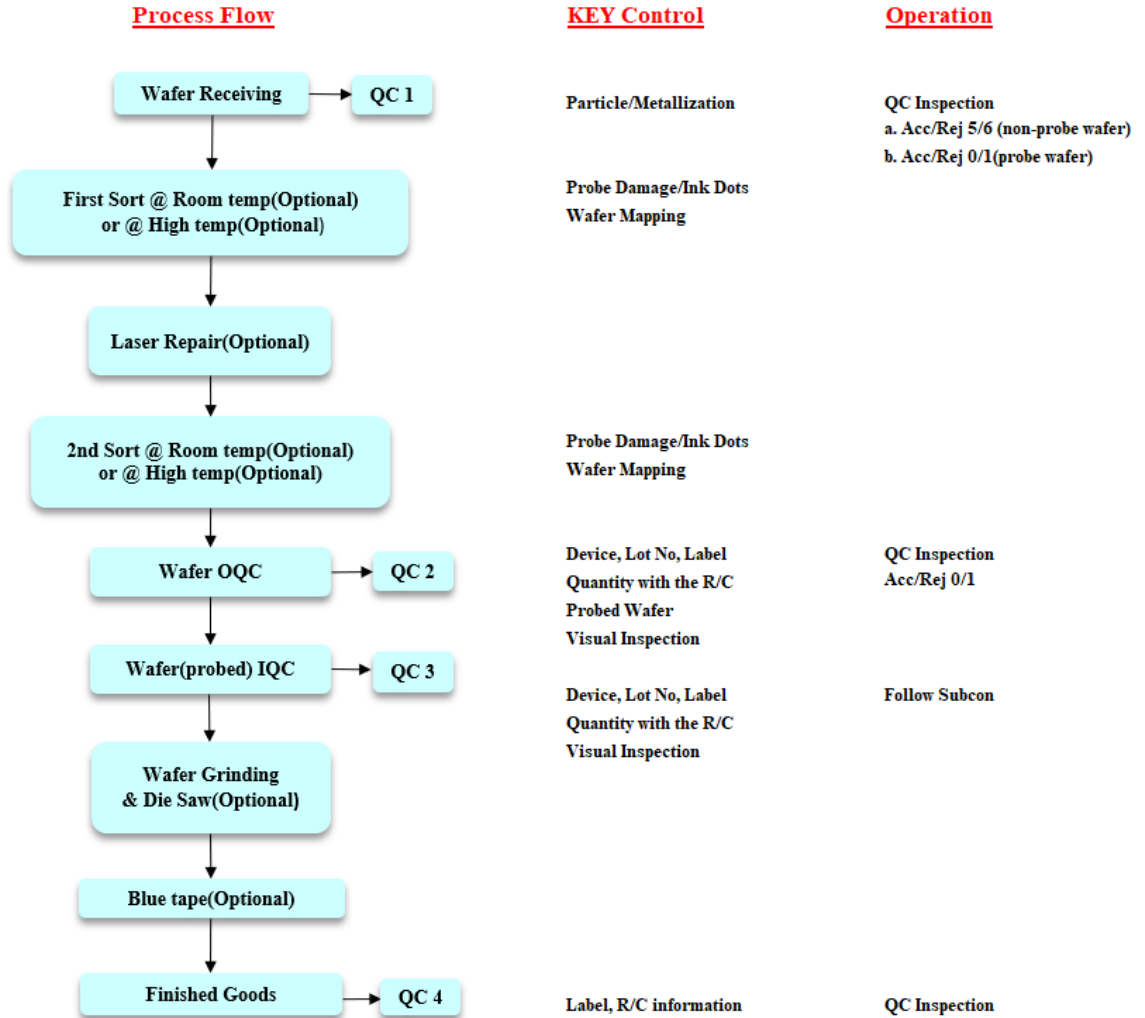 Process Flow
KEY Control
Operation
Wafer Receiving
QC 1
Particle/Metallization
QC Inspection
a. Acc/Rej 5/6 (non-probe wafer)
b. Acc/Rej 0/1(probe wafer)
First Sort @ Room temp(Optional)
or @ High temp(Optional)
Probe Damage/Ink Dots
Wafer Mapping
Laser Repair(Optional)
2nd Sort @ Room temp(Optional)
or @ High temp(Optional)
Probe Damage/Ink Dots
Wafer Mapping
Wafer OQC
QC 2
Device, Lot No, Label
Quantity with the R/C
Probed Wafer
Visual Inspection
QC Inspection
Acc/Rej 0/1
Wafer(probed) IQC
QC 3
Device, Lot No, Label
Quantity with the R/C
Visual Inspection
Follow Subcon
Wafer Grinding
& Die Saw(Optional)
Blue tape(Optional)
Finished Goods
QC 4
Label, R/C information
QC Inspection